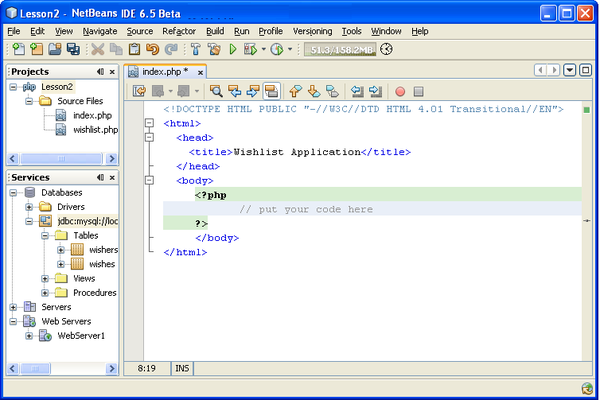 Lesson2 - NetBeans IDE 6.5 Beta
File Edit View Navigate Source Refactor Build Run Profile Versioning Tools Window Help
51.3/158.2MB
Projects
Lesson2
Source Files
index.php
wishlist.php
Services
Databases
Drivers
jdbc:mysql://loc
Tables
wishers
wishes
Views
Procedures
Servers
Web Servers
WebServer1
index.php *
<!DOCTYPE HTML PUBLIC "-//W3C//DTD HTML 4.01 Transitional//EN">
<html>
<head>
<title>Wishlist Application</title>
</head>
<body>
<?php
// put your code here
?>
</body>
</html>
8:19 INS